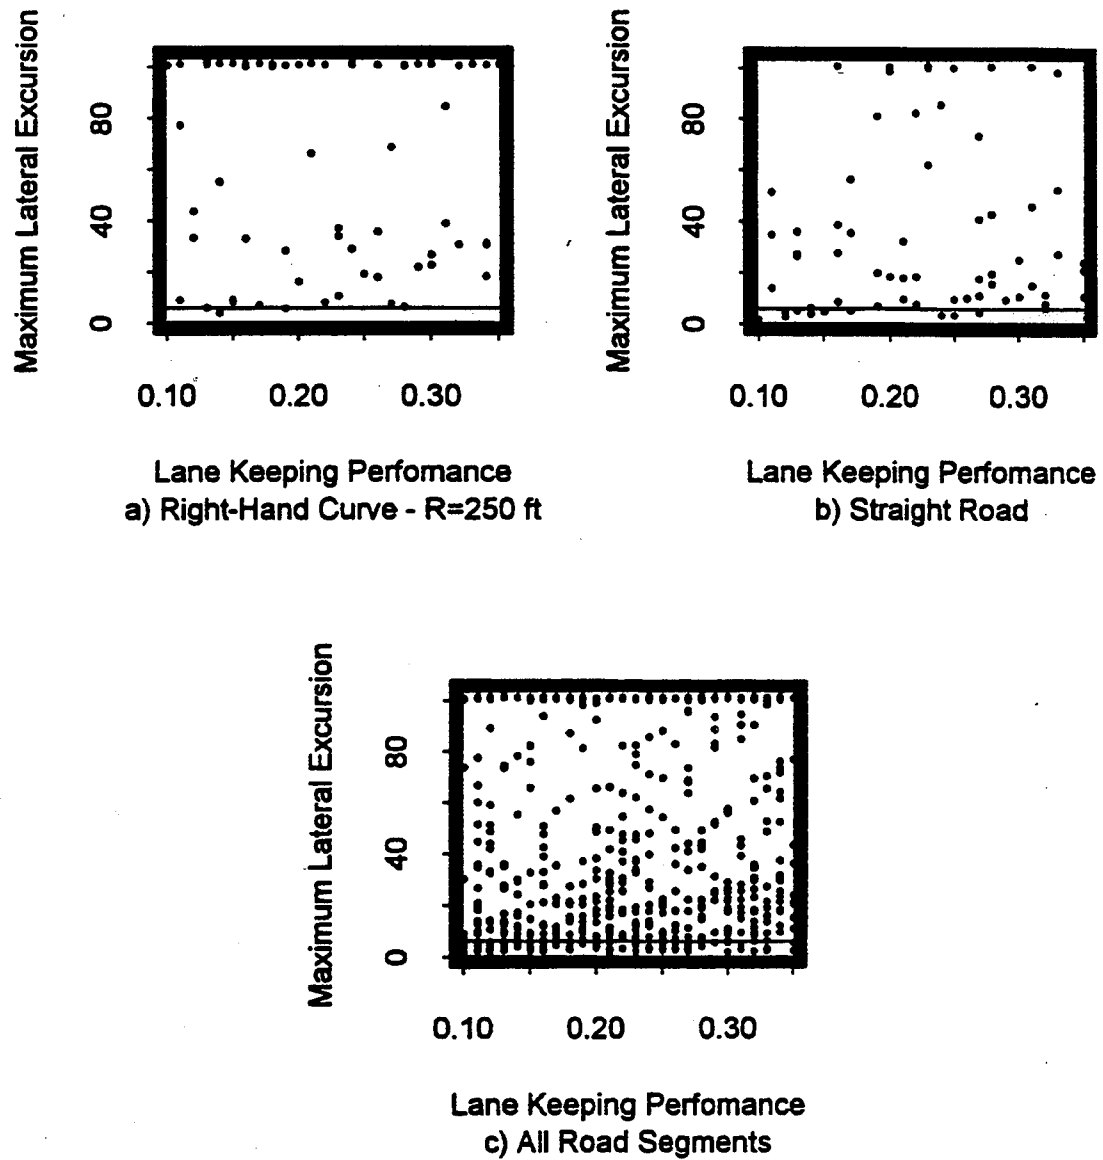 Maximum Lateral Excursion
80
40
0
0.10 0.20 0.30
Lane Keeping Perfomance
a) Right-Hand Curve - R=250 ft
Maximum Lateral Excursion
80
40
0
0.10 0.20 0.30
Lane Keeping Perfomance
b) Straight Road
Maximum Lateral Excursion
80
40
0
0.10 0.20 0.30
Lane Keeping Perfomance
c) All Road Segments